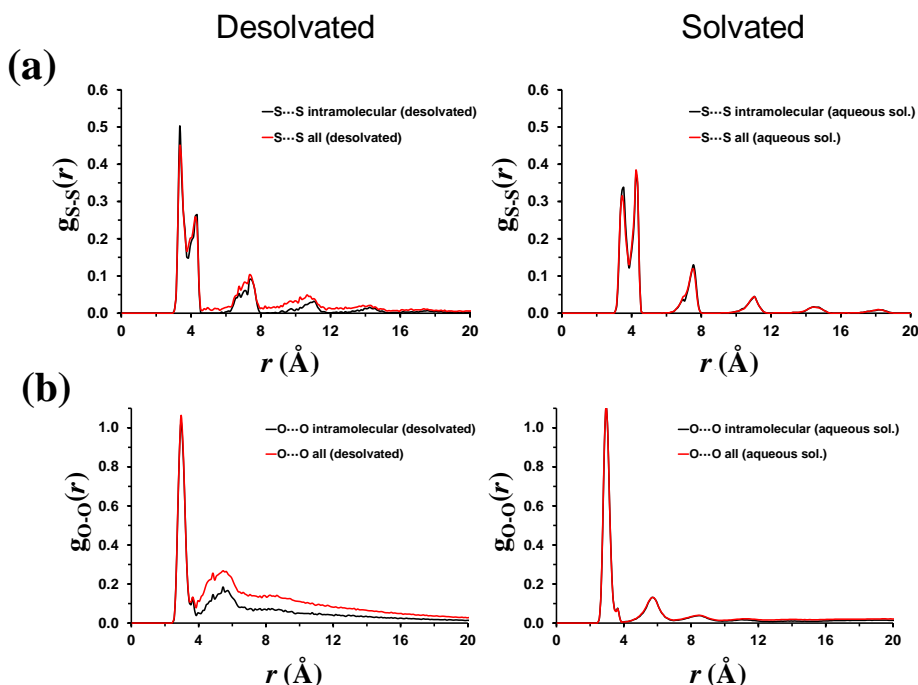 Desolvated
Solvated
(a)
0.6
0.5
0.4
0.3
0.2
0.1
0.0
g_S-S(r)
S···S intramolecular (desolvated)
S···S all (desolvated)
0 4 8 12 16 20
r (Å)
0.6
0.5
0.4
0.3
0.2
0.1
0.0
g_S-S(r)
S···S intramolecular (aqueous sol.)
S···S all (aqueous sol.)
0 4 8 12 16 20
r (Å)
(b)
1.0
0.8
0.6
0.4
0.2
0.0
g_O-O(r)
O···O intramolecular (desolvated)
O···O all (desolvated)
0 4 8 12 16 20
r (Å)
1.0
0.8
0.6
0.4
0.2
0.0
g_O-O(r)
O···O intramolecular (aqueous sol.)
O···O all (aqueous sol.)
0 4 8 12 16 20
r (Å)